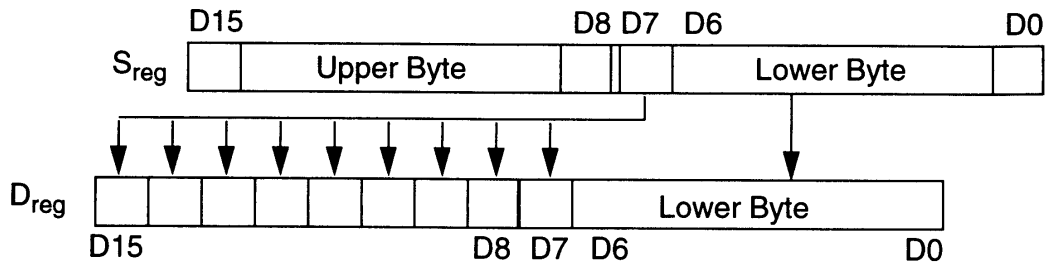 D15 D8 D7 D6 D0
Sreg Upper Byte Lower Byte
Dreg Lower Byte
D15 D8 D7 D6 D0